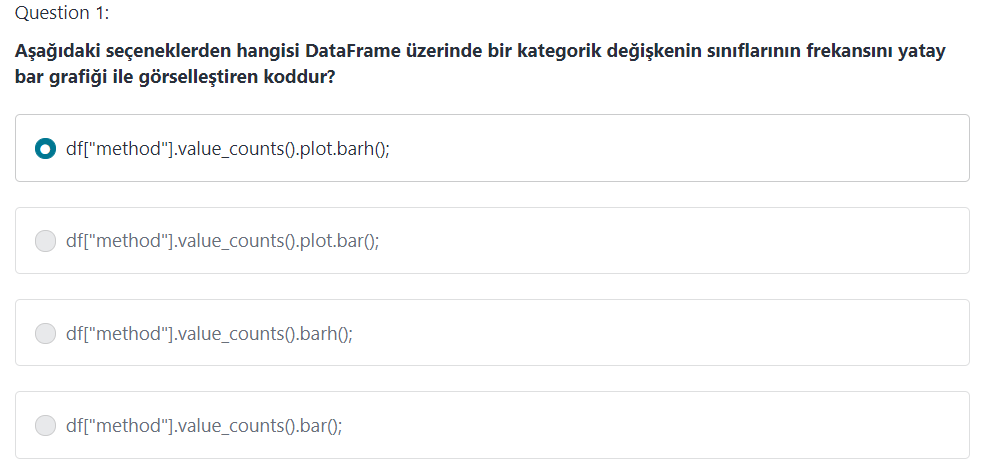 Question 1:
Aşağıdaki seçeneklerden hangisi DataFrame üzerinde bir kategorik değişkenin sınıflarının frekansını yatay
bar grafiği ile görselleştiren koddur?
df["method"].value_counts().plot.barh();
df["method"].value_counts().plot.bar();
df["method"].value_counts().barh();
df["method"].value_counts().bar();